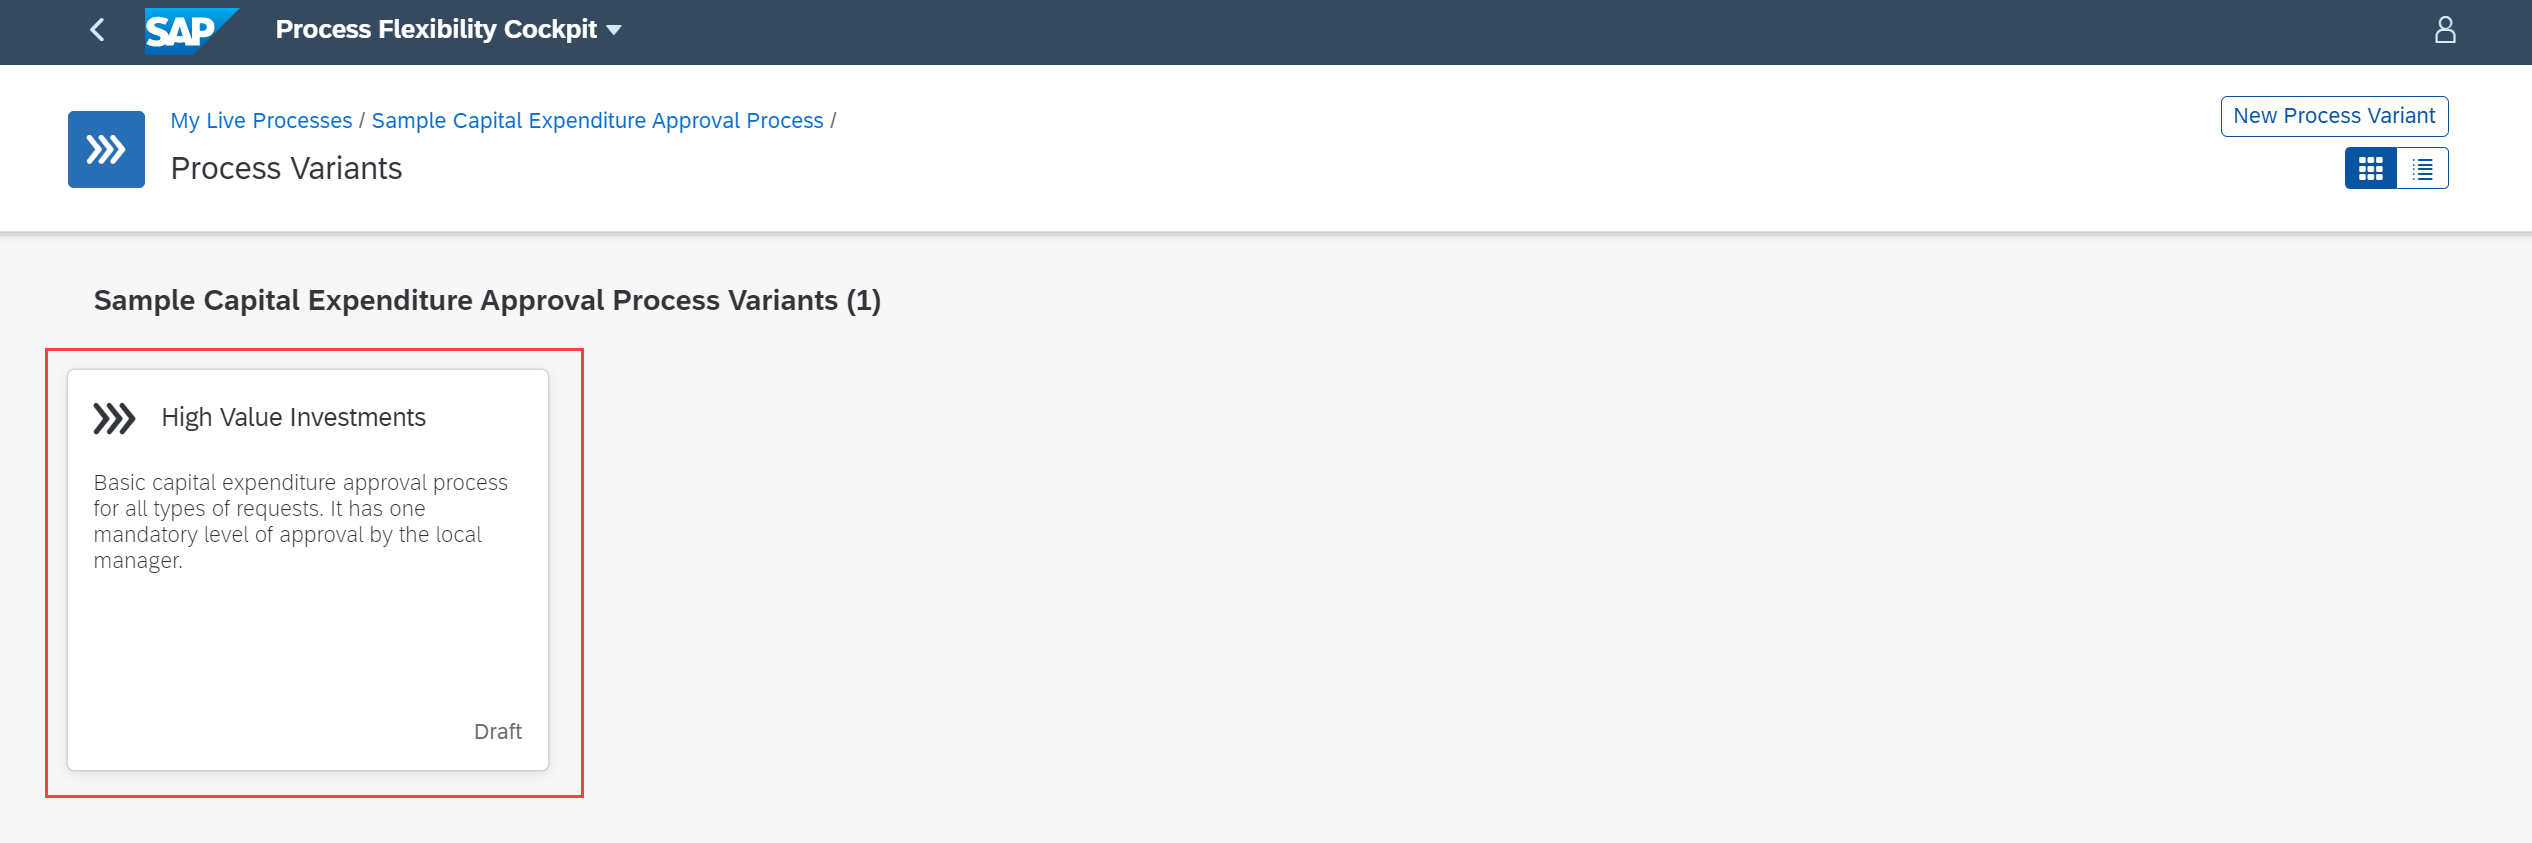 SAP Process Flexibility Cockpit
My Live Processes / Sample Capital Expenditure Approval Process /
New Process Variant
Process Variants
Sample Capital Expenditure Approval Process Variants (1)
High Value Investments
Basic capital expenditure approval process
for all types of requests. It has one
mandatory level of approval by the local
manager.
Draft